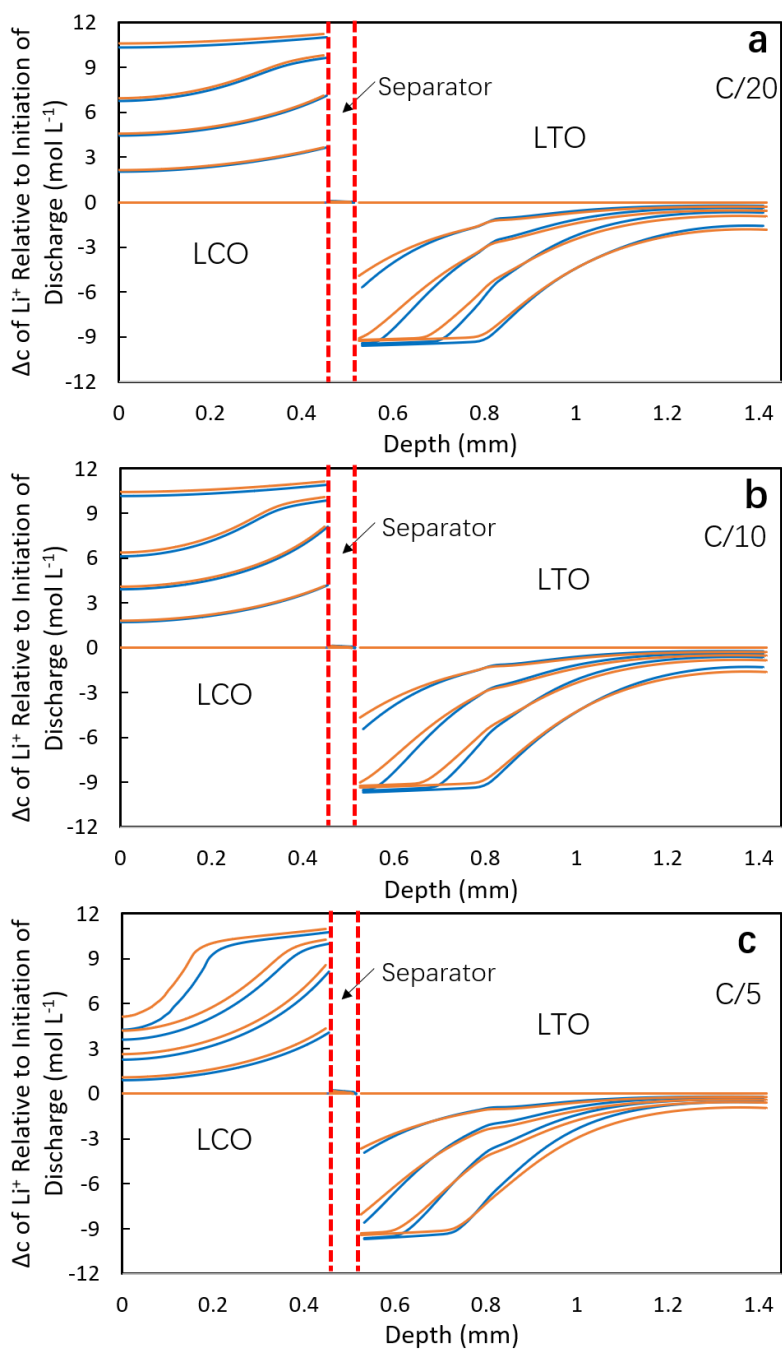 12
9
6
3
0
-3
-6
-9
-12
Δc of Li⁺ Relative to Initiation of
Discharge (mol L⁻¹)
a
C/20
Separator
LTO
LCO
0 0.2 0.4 0.6 0.8 1 1.2 1.4
Depth (mm)
12
9
6
3
0
-3
-6
-9
-12
Δc of Li⁺ Relative to Initiation of
Discharge (mol L⁻¹)
b
C/10
Separator
LTO
LCO
0 0.2 0.4 0.6 0.8 1 1.2 1.4
Depth (mm)
12
9
6
3
0
-3
-6
-9
-12
Δc of Li⁺ Relative to Initiation of
Discharge (mol L⁻¹)
c
C/5
Separator
LTO
LCO
0 0.2 0.4 0.6 0.8 1 1.2 1.4
Depth (mm)